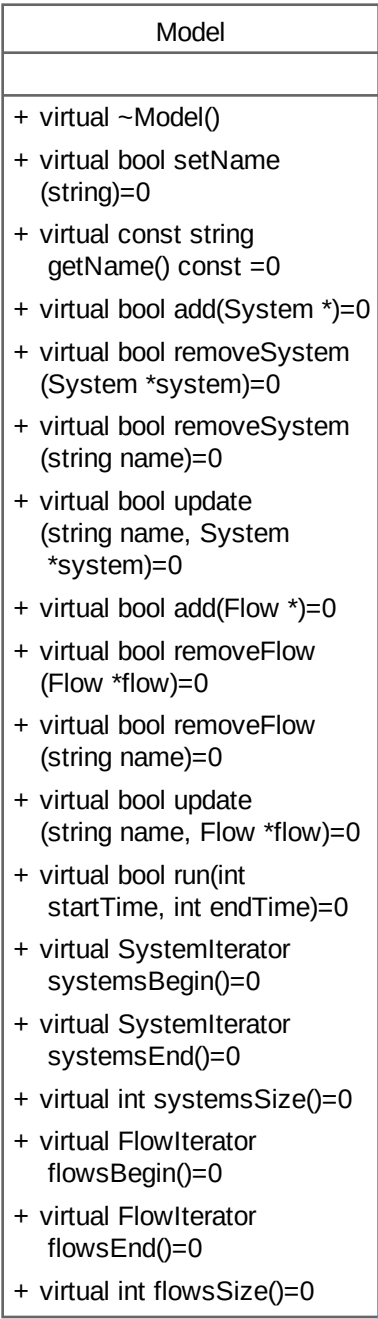 Model
+ virtual ~Model()
+ virtual bool setName
(string)=0
+ virtual const string
getName() const =0
+ virtual bool add(System *)=0
+ virtual bool removeSystem
(System *system)=0
+ virtual bool removeSystem
(string name)=0
+ virtual bool update
(string name, System
*system)=0
+ virtual bool add(Flow *)=0
+ virtual bool removeFlow
(Flow *flow)=0
+ virtual bool removeFlow
(string name)=0
+ virtual bool update
(string name, Flow *flow)=0
+ virtual bool run(int
startTime, int endTime)=0
+ virtual SystemIterator
systemsBegin()=0
+ virtual SystemIterator
systemsEnd()=0
+ virtual int systemsSize()=0
+ virtual FlowIterator
flowsBegin()=0
+ virtual FlowIterator
flowsEnd()=0
+ virtual int flowsSize()=0